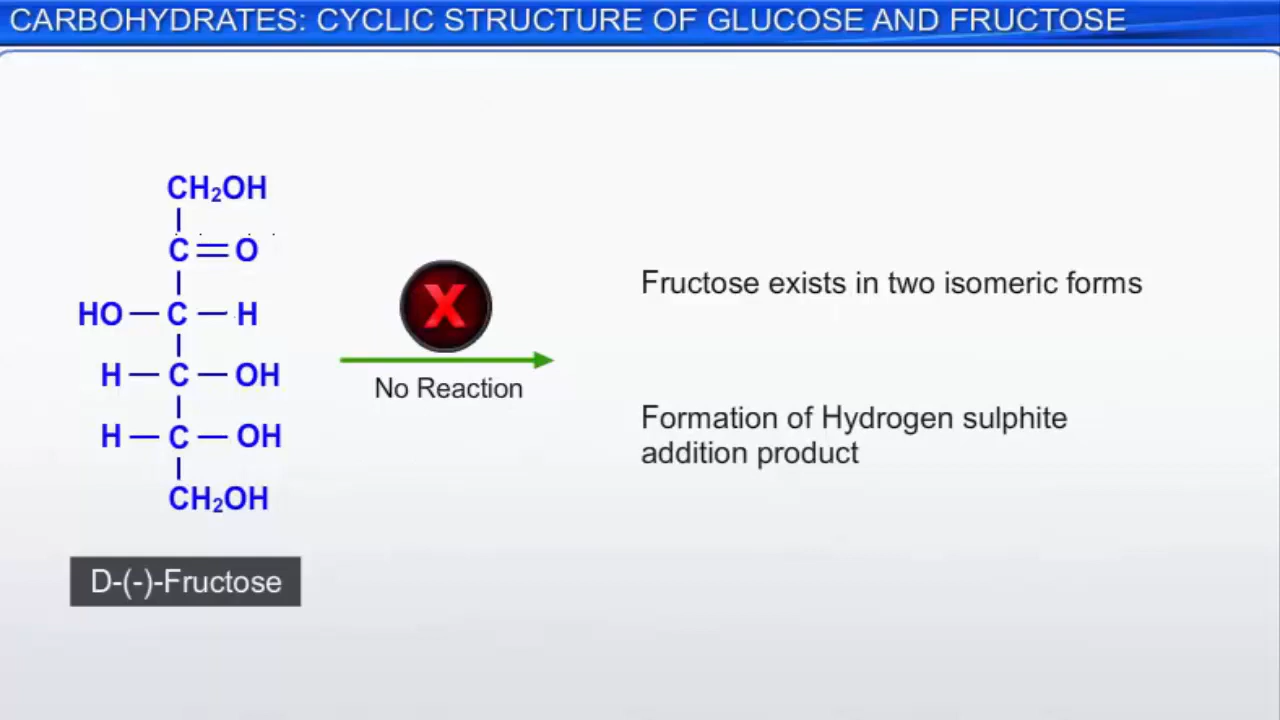 CARBOHYDRATES: CYCLIC STRUCTURE OF GLUCOSE AND FRUCTOSE
CH₂OH
C=O
HO—C—H
H—C—OH
H—C—OH
CH₂OH
D-(-)-Fructose
X
No Reaction
Fructose exists in two isomeric forms
Formation of Hydrogen sulphite
addition product